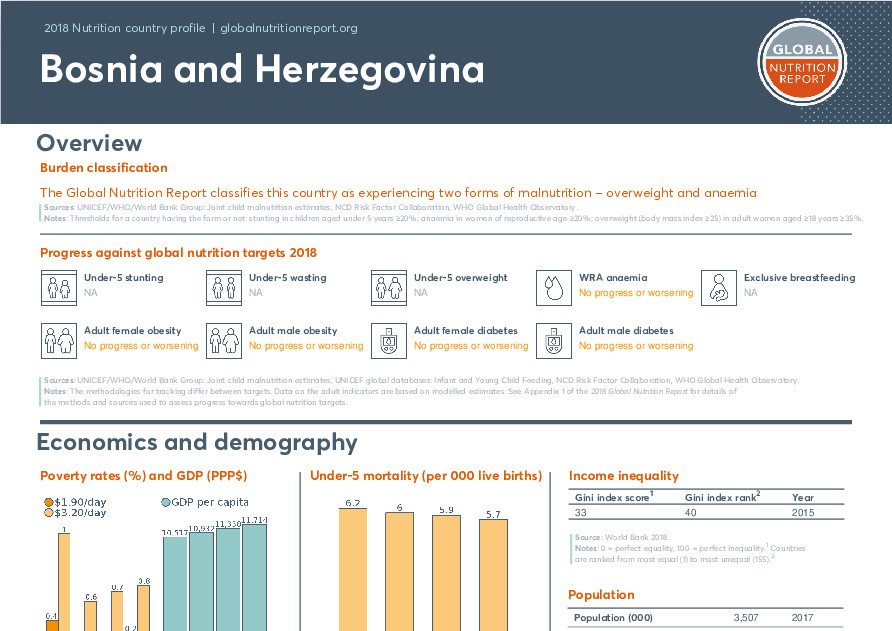 2018 Nutrition country profile | globalnutritionreport.org
Bosnia and Herzegovina
GLOBAL
NUTRITION
REPORT
Overview
Burden classification
The Global Nutrition Report classifies this country as experiencing two forms of malnutrition – overweight and anaemia
Sources: UNICEF/WHO/World Bank Group: Joint child malnutrition estimates, NCD Risk Factor Collaboration, WHO Global Health Observatory.
Notes: Thresholds for a country having the form or not: stunting in children aged under 5 years ≥20%; anaemia in women of reproductive age ≥20%; overweight (body mass index ≥25) in adult women aged ≥18 years ≥35%.
Progress against global nutrition targets 2018
Under-5 stunting
NA
Under-5 wasting
NA
Under-5 overweight
NA
WRA anaemia
No progress or worsening
Exclusive breastfeeding
NA
Adult female obesity
No progress or worsening
Adult male obesity
No progress or worsening
Adult female diabetes
No progress or worsening
Adult male diabetes
No progress or worsening
Sources: UNICEF/WHO/World Bank Group: Joint child malnutrition estimates, UNICEF global databases: Infant and Young Child Feeding, NCD Risk Factor Collaboration, WHO Global Health Observatory.
Notes: The methodologies for tracking differ between targets. Data on the adult indicators are based on modelled estimates. See Appendix 1 of the 2018 Global Nutrition Report for details of
the methods and sources used to assess progress towards global nutrition targets.
Economics and demography
Poverty rates (%) and GDP (PPP$)
$1.90/day
$3.20/day
GDP per capita
0.4
1
0.6
0.7
0.2
0.8
10,517
10,932
11,330
11,714
Under-5 mortality (per 000 live births)
6.2
6
5.9
5.7
Income inequality
Gini index score1 Gini index rank2 Year
33 40 2015
Source: World Bank 2018.
Notes: 0 = perfect equality, 100 = perfect inequality.1 Countries
are ranked from most equal (1) to most unequal (155).2
Population
Population (000) 3,507 2017